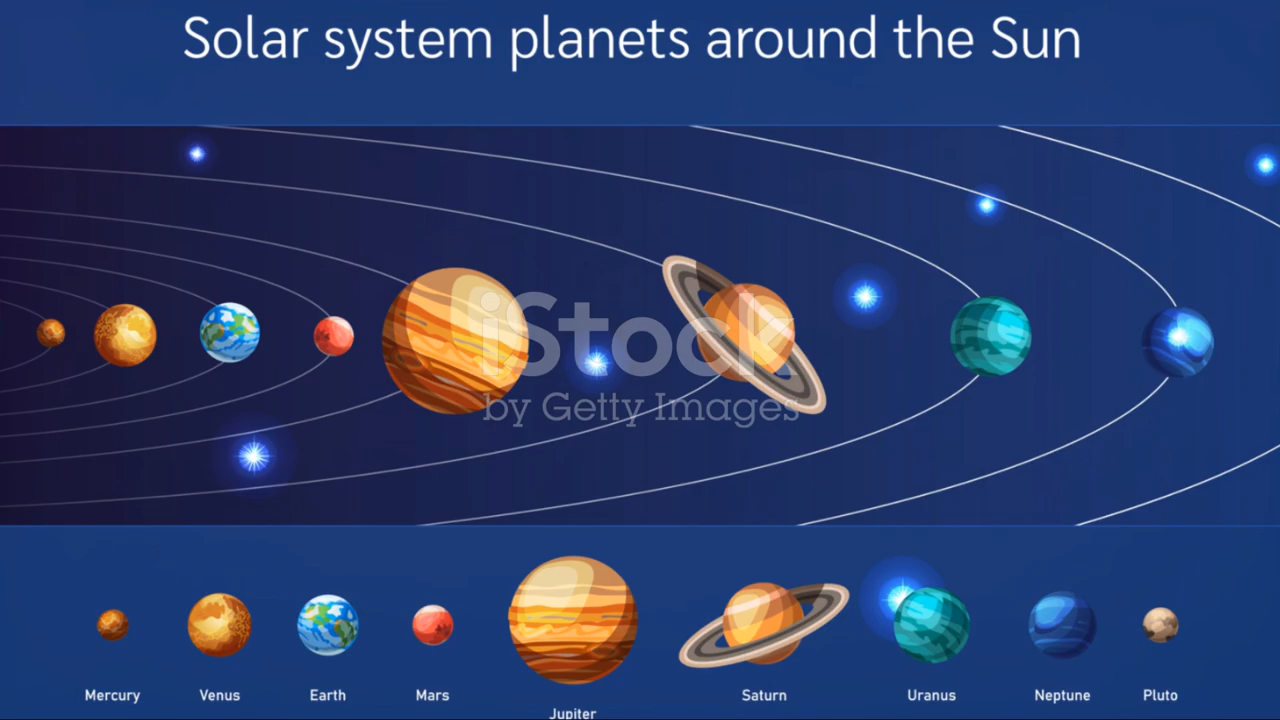 Solar system planets around the Sun
iStock
by Getty Images
Mercury
Venus
Earth
Mars
Jupiter
Saturn
Uranus
Neptune
Pluto